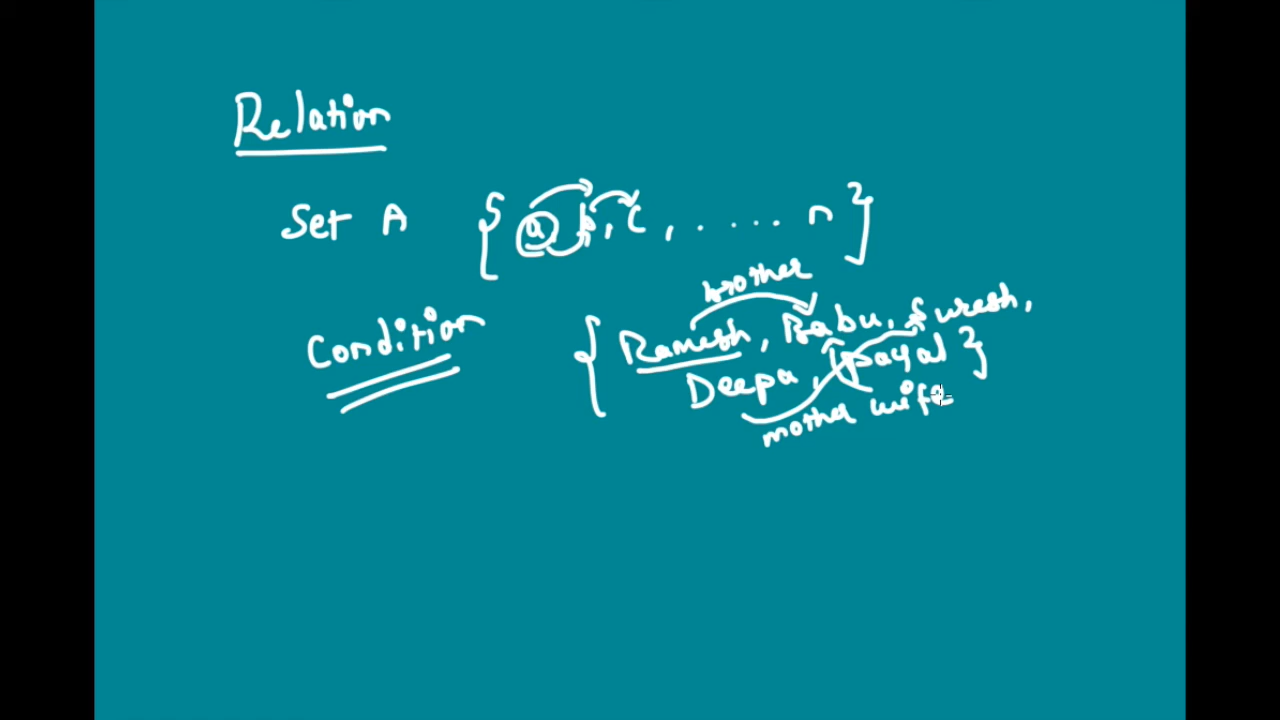 Relation
Set A { a, b, c, ..... n }
brother
Condition { Ramesh, Babu, Suresh,
Deepa, payal }
mother wife